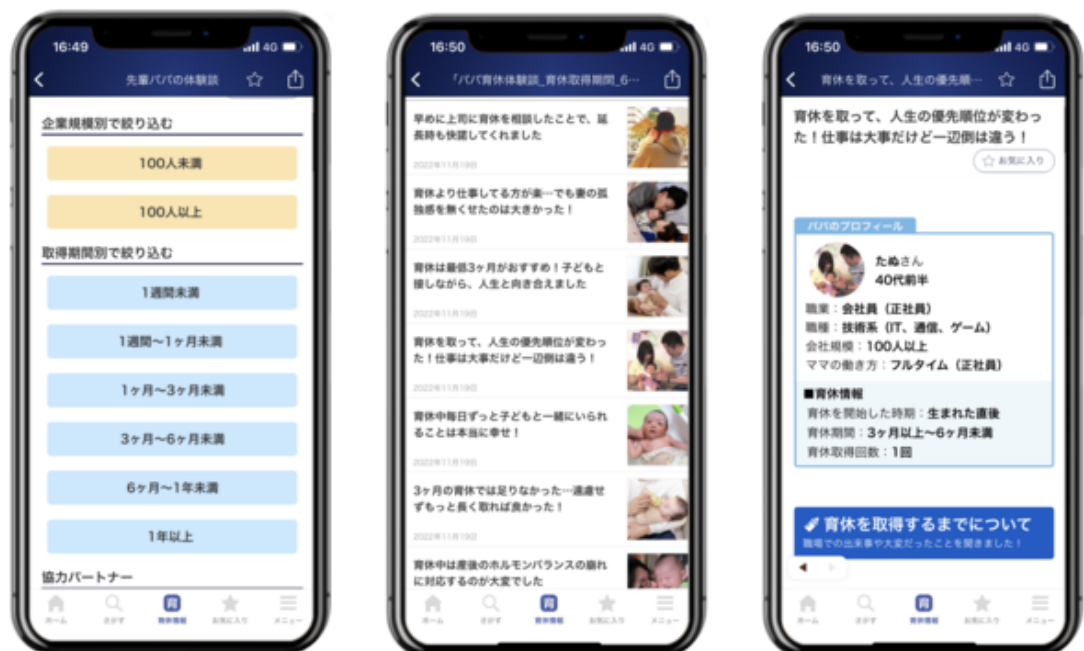 16:49
4G
先輩パパの体験談
企業規模別で絞り込む
100人未満
100人以上
取得期間別で絞り込む
1週間未満
1週間〜1ヶ月未満
1ヶ月〜3ヶ月未満
3ヶ月〜6ヶ月未満
6ヶ月〜1年未満
1年以上
協力パートナー
ホーム
さがす
育
育休情報
お気に入り
メニュー
16:50
4G
「パパ育休体験談_育休取得期間_6…
早めに上司に育休を相談したことで、延
長時も快諾してくれました
2022年11月19日
育休より仕事してる方が楽…でも妻の孤
独感を無くせたのは大きかった！
2022年11月19日
育休は最低3ヶ月がおすすめ！子どもと
接しながら、人生と向き合えました
2022年11月19日
育休を取って、人生の優先順位が変わっ
た！仕事は大事だけど一辺倒は違う！
2022年11月19日
育休中毎日ずっと子どもと一緒にいられ
ることは本当に幸せ！
2022年11月19日
3ヶ月の育休では足りなかった…遠慮せ
ずもっと長く取れば良かった！
2022年11月19日
育休中は産後のホルモンバランスの崩れ
に対応するのが大変でした
ホーム
さがす
育
育休情報
お気に入り
メニュー
16:50
4G
育休を取って、人生の優先順…
育休を取って、人生の優先順位が変わっ
た！仕事は大事だけど一辺倒は違う！
お気に入り
パパのプロフィール
たぬさん
40代前半
職業：会社員（正社員）
職種：技術系（IT、通信、ゲーム）
会社規模：100人以上
ママの働き方：フルタイム（正社員）
■育休情報
育休を開始した時期：生まれた直後
育休期間：3ヶ月以上〜6ヶ月未満
育休取得回数：1回
育休を取得するまでについて
職場での出来事や大変だったことを聞きました！
ホーム
さがす
育
育休情報
お気に入り
メニュー